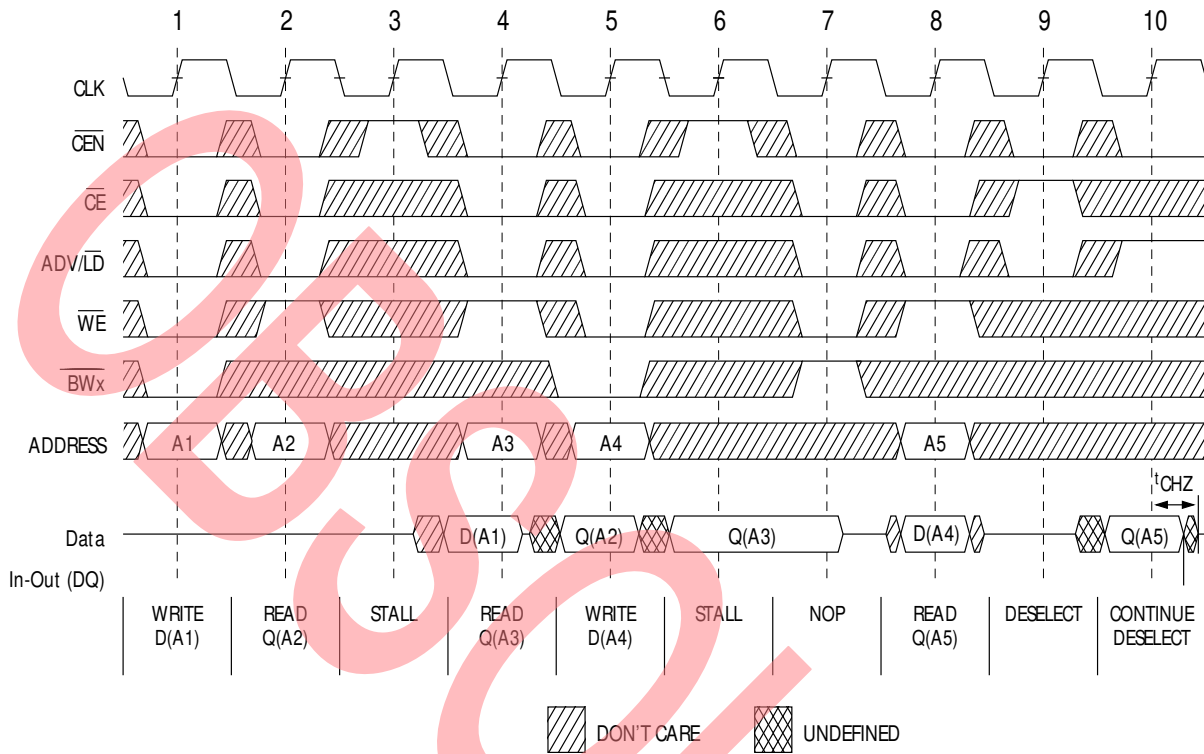 1 2 3 4 5 6 7 8 9 10
CLK
CEN
CE
ADV/LD
WE
BWx
ADDRESS A1 A2 A3 A4 A5
tCHZ
Data D(A1) Q(A2) Q(A3) D(A4) Q(A5)
In-Out (DQ)
WRITE READ STALL READ WRITE STALL NOP READ DESELECT CONTINUE
D(A1) Q(A2) Q(A3) D(A4) Q(A5) DESELECT
DON'T CARE UNDEFINED